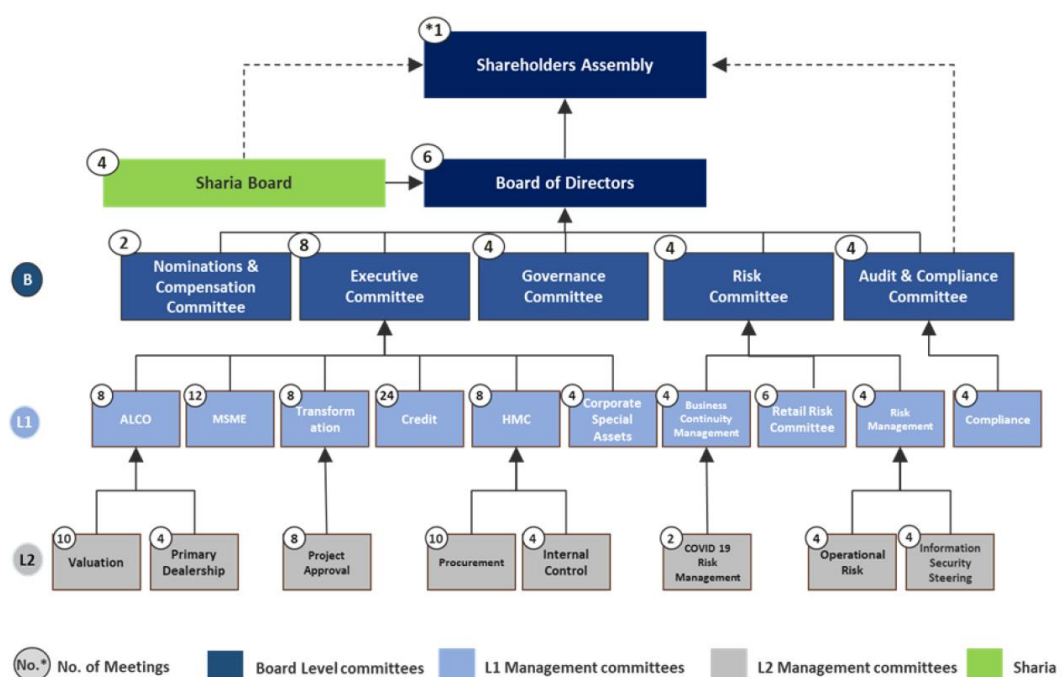 *1
Shareholders Assembly
4
Sharia Board
6
Board of Directors
B
2
Nominations &
Compensation
Committee
8
Executive
Committee
4
Governance
Committee
4
Risk
Committee
4
Audit & Compliance
Committee
L1
8
ALCO
12
MSME
8
Transform
ation
24
Credit
8
HMC
4
Corporate
Special
Assets
4
Business
Continuity
Management
6
Retail Risk
Committee
4
Risk
Management
4
Compliance
L2
10
Valuation
4
Primary
Dealership
8
Project
Approval
10
Procurement
4
Internal
Control
2
COVID 19
Risk
Management
4
Operational
Risk
4
Information
Security
Steering
No.* No. of Meetings
Board Level committees
L1 Management committees
L2 Management committees
Sharia